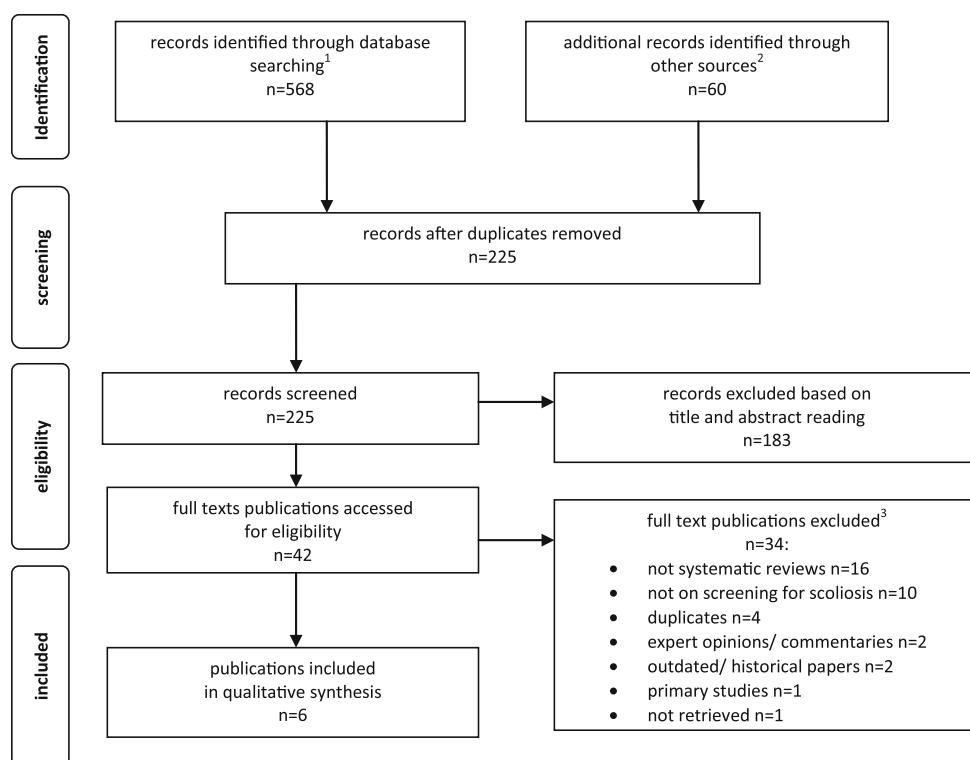 Identification
records identified through database
searching¹
n=568
additional records identified through
other sources²
n=60
screening
records after duplicates removed
n=225
eligibility
records screened
n=225
records excluded based on
title and abstract reading
n=183
full texts publications accessed
for eligibility
n=42
full text publications excluded³
n=34:
• not systematic reviews n=16
• not on screening for scoliosis n=10
• duplicates n=4
• expert opinions/ commentaries n=2
• outdated/ historical papers n=2
• primary studies n=1
• not retrieved n=1
included
publications included
in qualitative synthesis
n=6